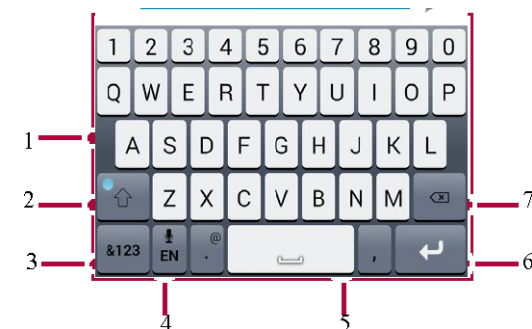 1 2 3 4 5 6 7 8 9 0
Q W E R T Y U I O P
1
A S D F G H J K L
2
Z X C V B N M
7
&123
EN
@
.
,
3
6
4
5